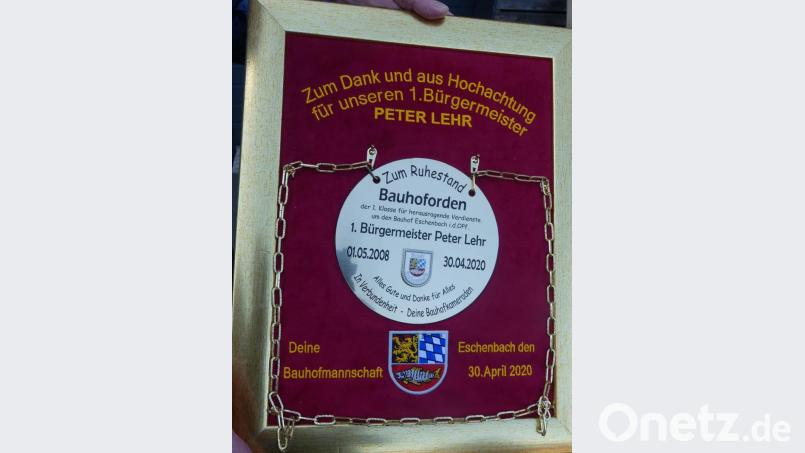 Zum Dank und aus Hochachtung
für unseren 1.Bürgermeister
PETER LEHR
Zum Ruhestand
Bauhoforden
der 1. Klasse für herausragende Verdienste
um den Bauhof Eschenbach i.d.OPf.
1. Bürgermeister Peter Lehr
01.05.2008 30.04.2020
Alles Gute und Danke für Alles
In Verbundenheit - Deine Bauhofkameraden
Deine Eschenbach den
Bauhofmannschaft 30.April 2020
Onetz.de